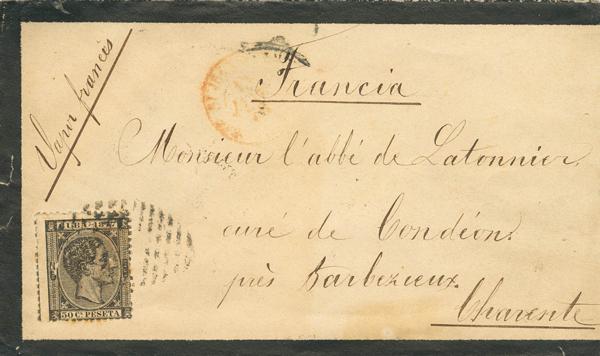 Vapor francés
Francia
Monsieur l'abbé de Latonnier,
curé de Condéon.
près Barbezieux.
Charente
50 C PESETA